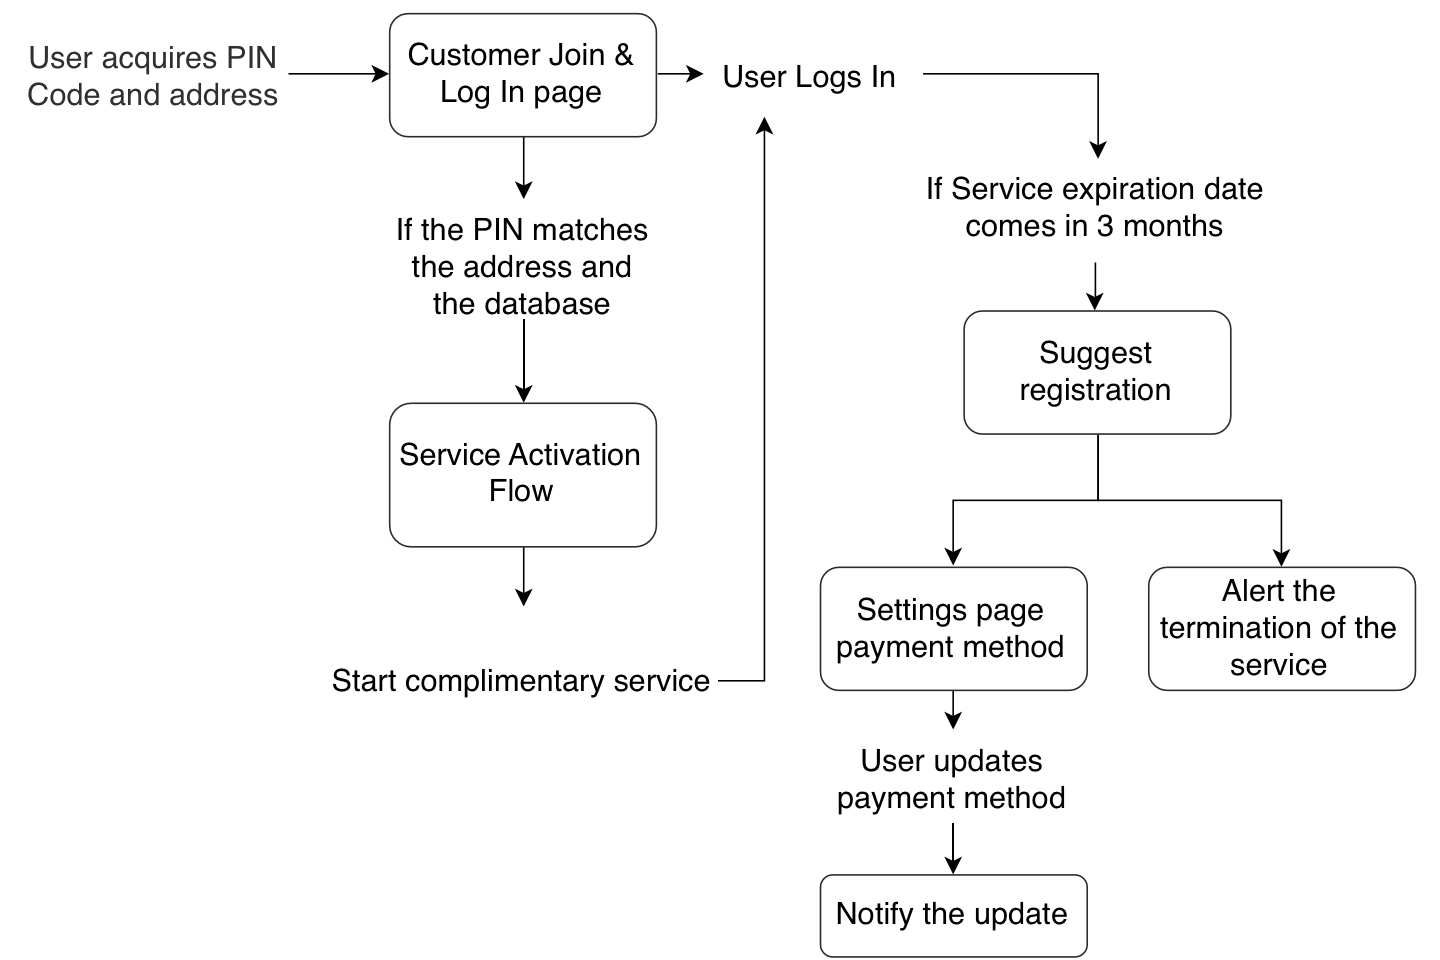 User acquires PIN
Code and address
Customer Join &
Log In page
User Logs In
If the PIN matches
the address and
the database
Service Activation
Flow
Start complimentary service
If Service expiration date
comes in 3 months
Suggest
registration
Settings page
payment method
Alert the
termination of the
service
User updates
payment method
Notify the update